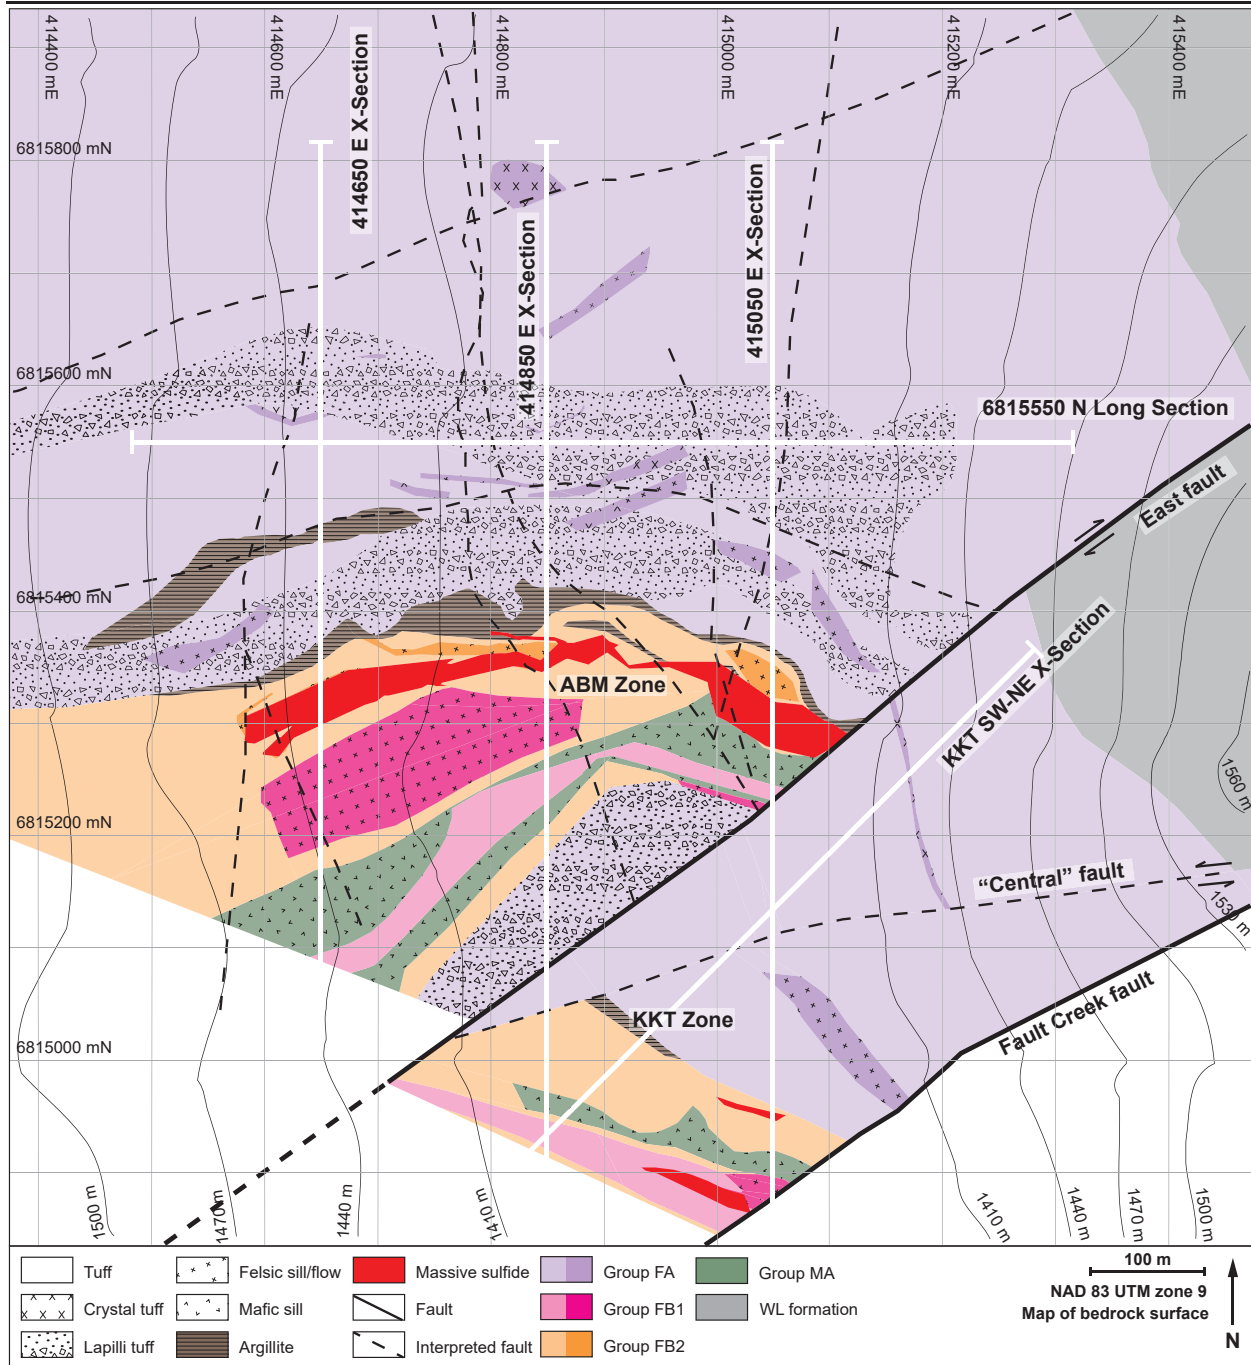 414400 mE
414600 mE
414800 mE
415000 mE
415200 mE
415400 mE
414650 E X-Section
414850 E X-Section
415050 E X-Section
6815800 mN
6815600 mN
6815550 N Long Section
East fault
6815400 mN
KKT SW-NE X-Section
ABM Zone
1560 m
6815200 mN
“Central” fault
1530 m
Fault Creek fault
KKT Zone
6815000 mN
1500 m
1470 m
1440 m
1410 m
1410 m
1440 m
1470 m
1500 m
Tuff
Crystal tuff
Lapilli tuff
Felsic sill/flow
Mafic sill
Argillite
Massive sulfide
Fault
Interpreted fault
Group FA
Group FB1
Group FB2
Group MA
WL formation
100 m
NAD 83 UTM zone 9
Map of bedrock surface
N